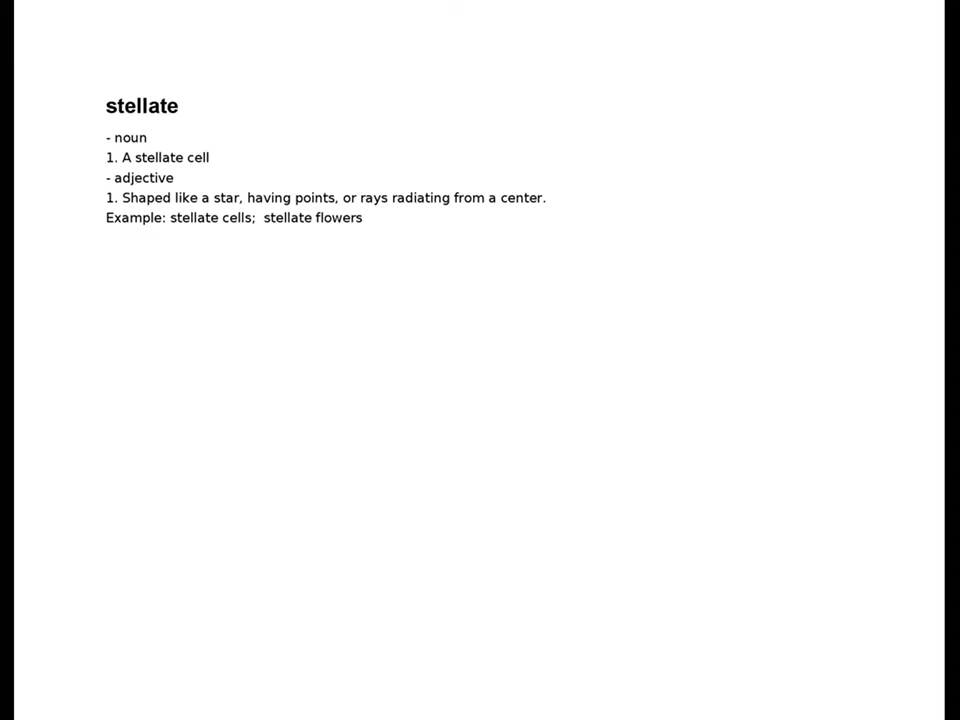 stellate
- noun
1. A stellate cell
- adjective
1. Shaped like a star, having points, or rays radiating from a center.
Example: stellate cells;  stellate flowers